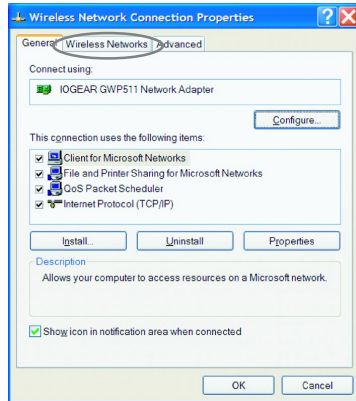 Wireless Network Connection Properties
General Wireless Networks Advanced
Connect using:
IOGEAR GWP511 Network Adapter
Configure...
This connection uses the following items:
Client for Microsoft Networks
File and Printer Sharing for Microsoft Networks
QoS Packet Scheduler
Internet Protocol (TCP/IP)
Install... Uninstall Properties
Description
Allows your computer to access resources on a Microsoft network.
Show icon in notification area when connected
OK Cancel